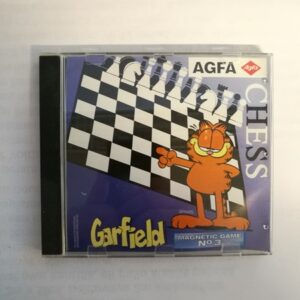 AGFA
Agfa
CHESS
Garfield
MAGNETIC GAME
No.3